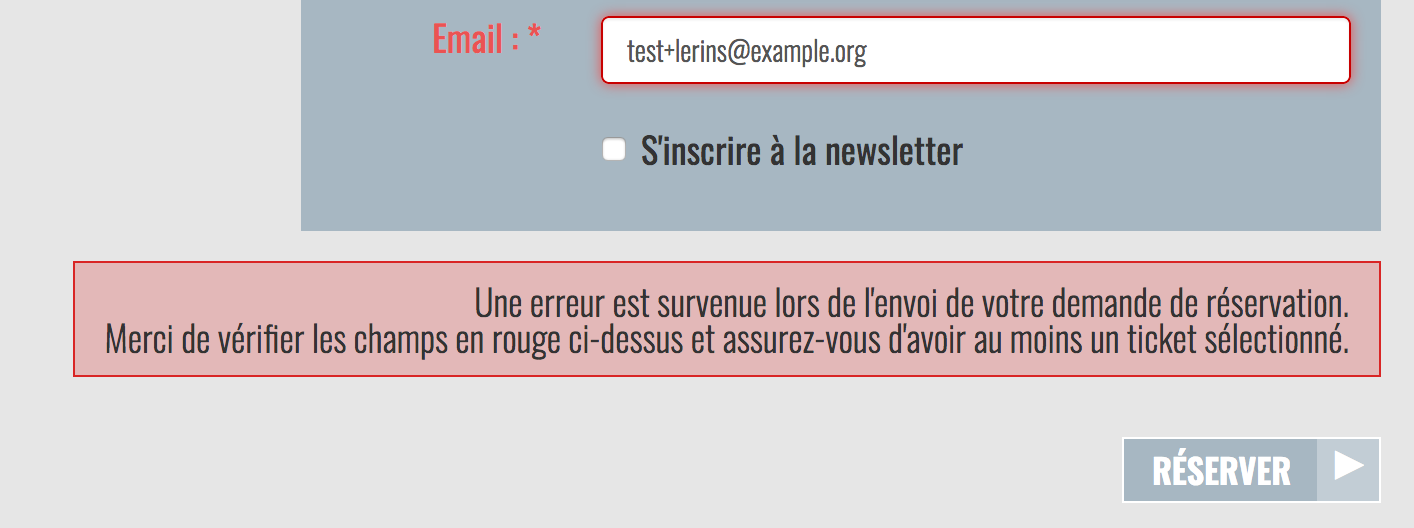 Email : *
test+lerins@example.org
S'inscrire à la newsletter
Une erreur est survenue lors de l'envoi de votre demande de réservation.
Merci de vérifier les champs en rouge ci-dessus et assurez-vous d'avoir au moins un ticket sélectionné.
RÉSERVER